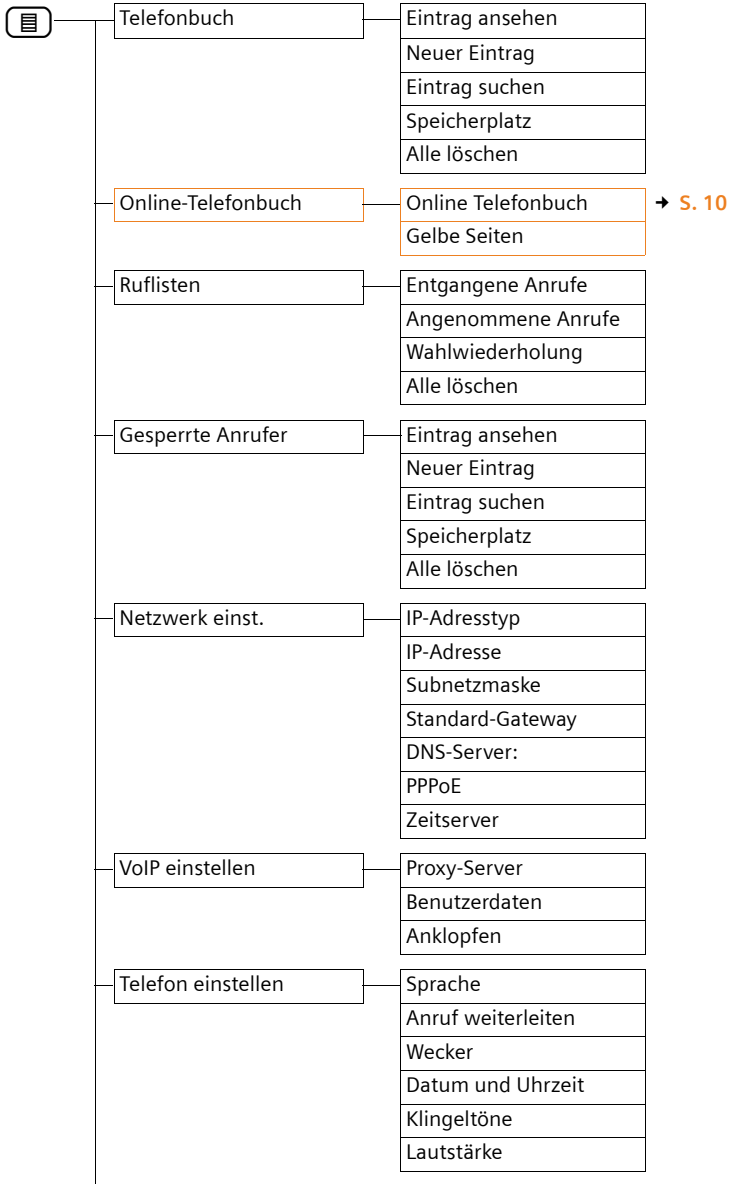 Telefonbuch Eintrag ansehen
Neuer Eintrag
Eintrag suchen
Speicherplatz
Alle löschen
Online-Telefonbuch Online Telefonbuch ➔ S. 10
Gelbe Seiten
Ruflisten Entgangene Anrufe
Angenommene Anrufe
Wahlwiederholung
Alle löschen
Gesperrte Anrufer Eintrag ansehen
Neuer Eintrag
Eintrag suchen
Speicherplatz
Alle löschen
Netzwerk einst. IP-Adresstyp
IP-Adresse
Subnetzmaske
Standard-Gateway
DNS-Server:
PPPoE
Zeitserver
VoIP einstellen Proxy-Server
Benutzerdaten
Anklopfen
Telefon einstellen Sprache
Anruf weiterleiten
Wecker
Datum und Uhrzeit
Klingeltöne
Lautstärke